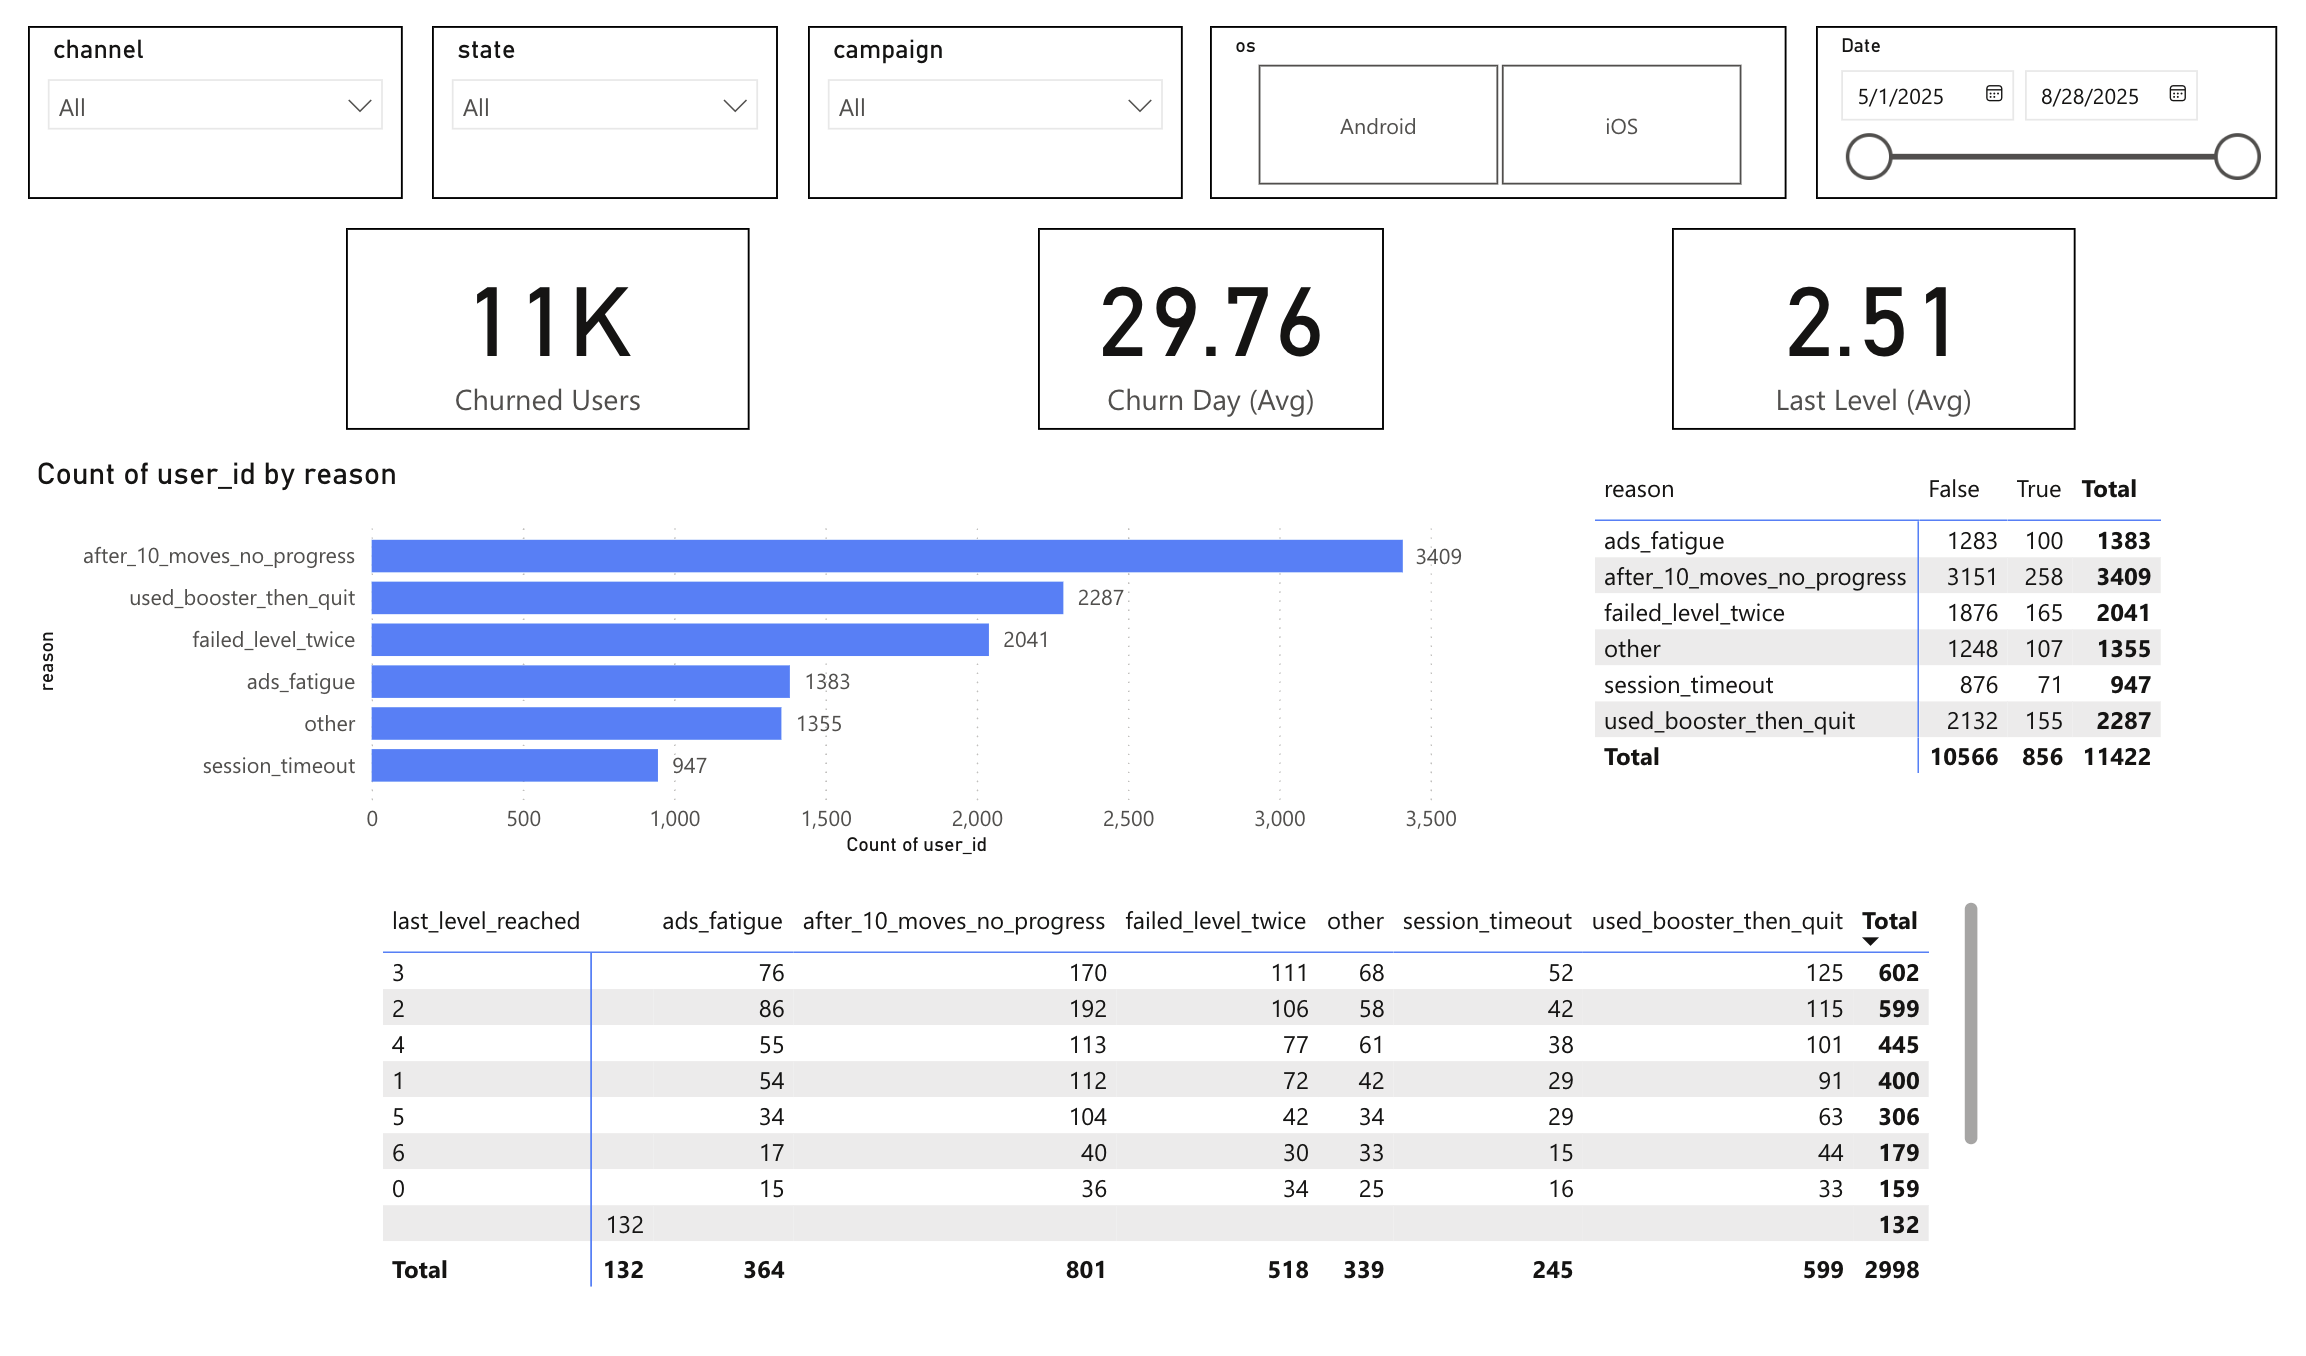 channel
All
state
All
campaign
All
os
Android
iOS
Date
5/1/2025
8/28/2025
11K
Churned Users
29.76
Churn Day (Avg)
2.51
Last Level (Avg)
Count of user_id by reason
reason
after_10_moves_no_progress 3409
used_booster_then_quit 2287
failed_level_twice 2041
ads_fatigue 1383
other 1355
session_timeout 947
0 500 1,000 1,500 2,000 2,500 3,000 3,500
Count of user_id
reason False True Total
ads_fatigue 1283 100 1383
after_10_moves_no_progress 3151 258 3409
failed_level_twice 1876 165 2041
other 1248 107 1355
session_timeout 876 71 947
used_booster_then_quit 2132 155 2287
Total 10566 856 11422
last_level_reached ads_fatigue after_10_moves_no_progress failed_level_twice other session_timeout used_booster_then_quit Total
3 76 170 111 68 52 125 602
2 86 192 106 58 42 115 599
4 55 113 77 61 38 101 445
1 54 112 72 42 29 91 400
5 34 104 42 34 29 63 306
6 17 40 30 33 15 44 179
0 15 36 34 25 16 33 159
132 132
Total 132 364 801 518 339 245 599 2998